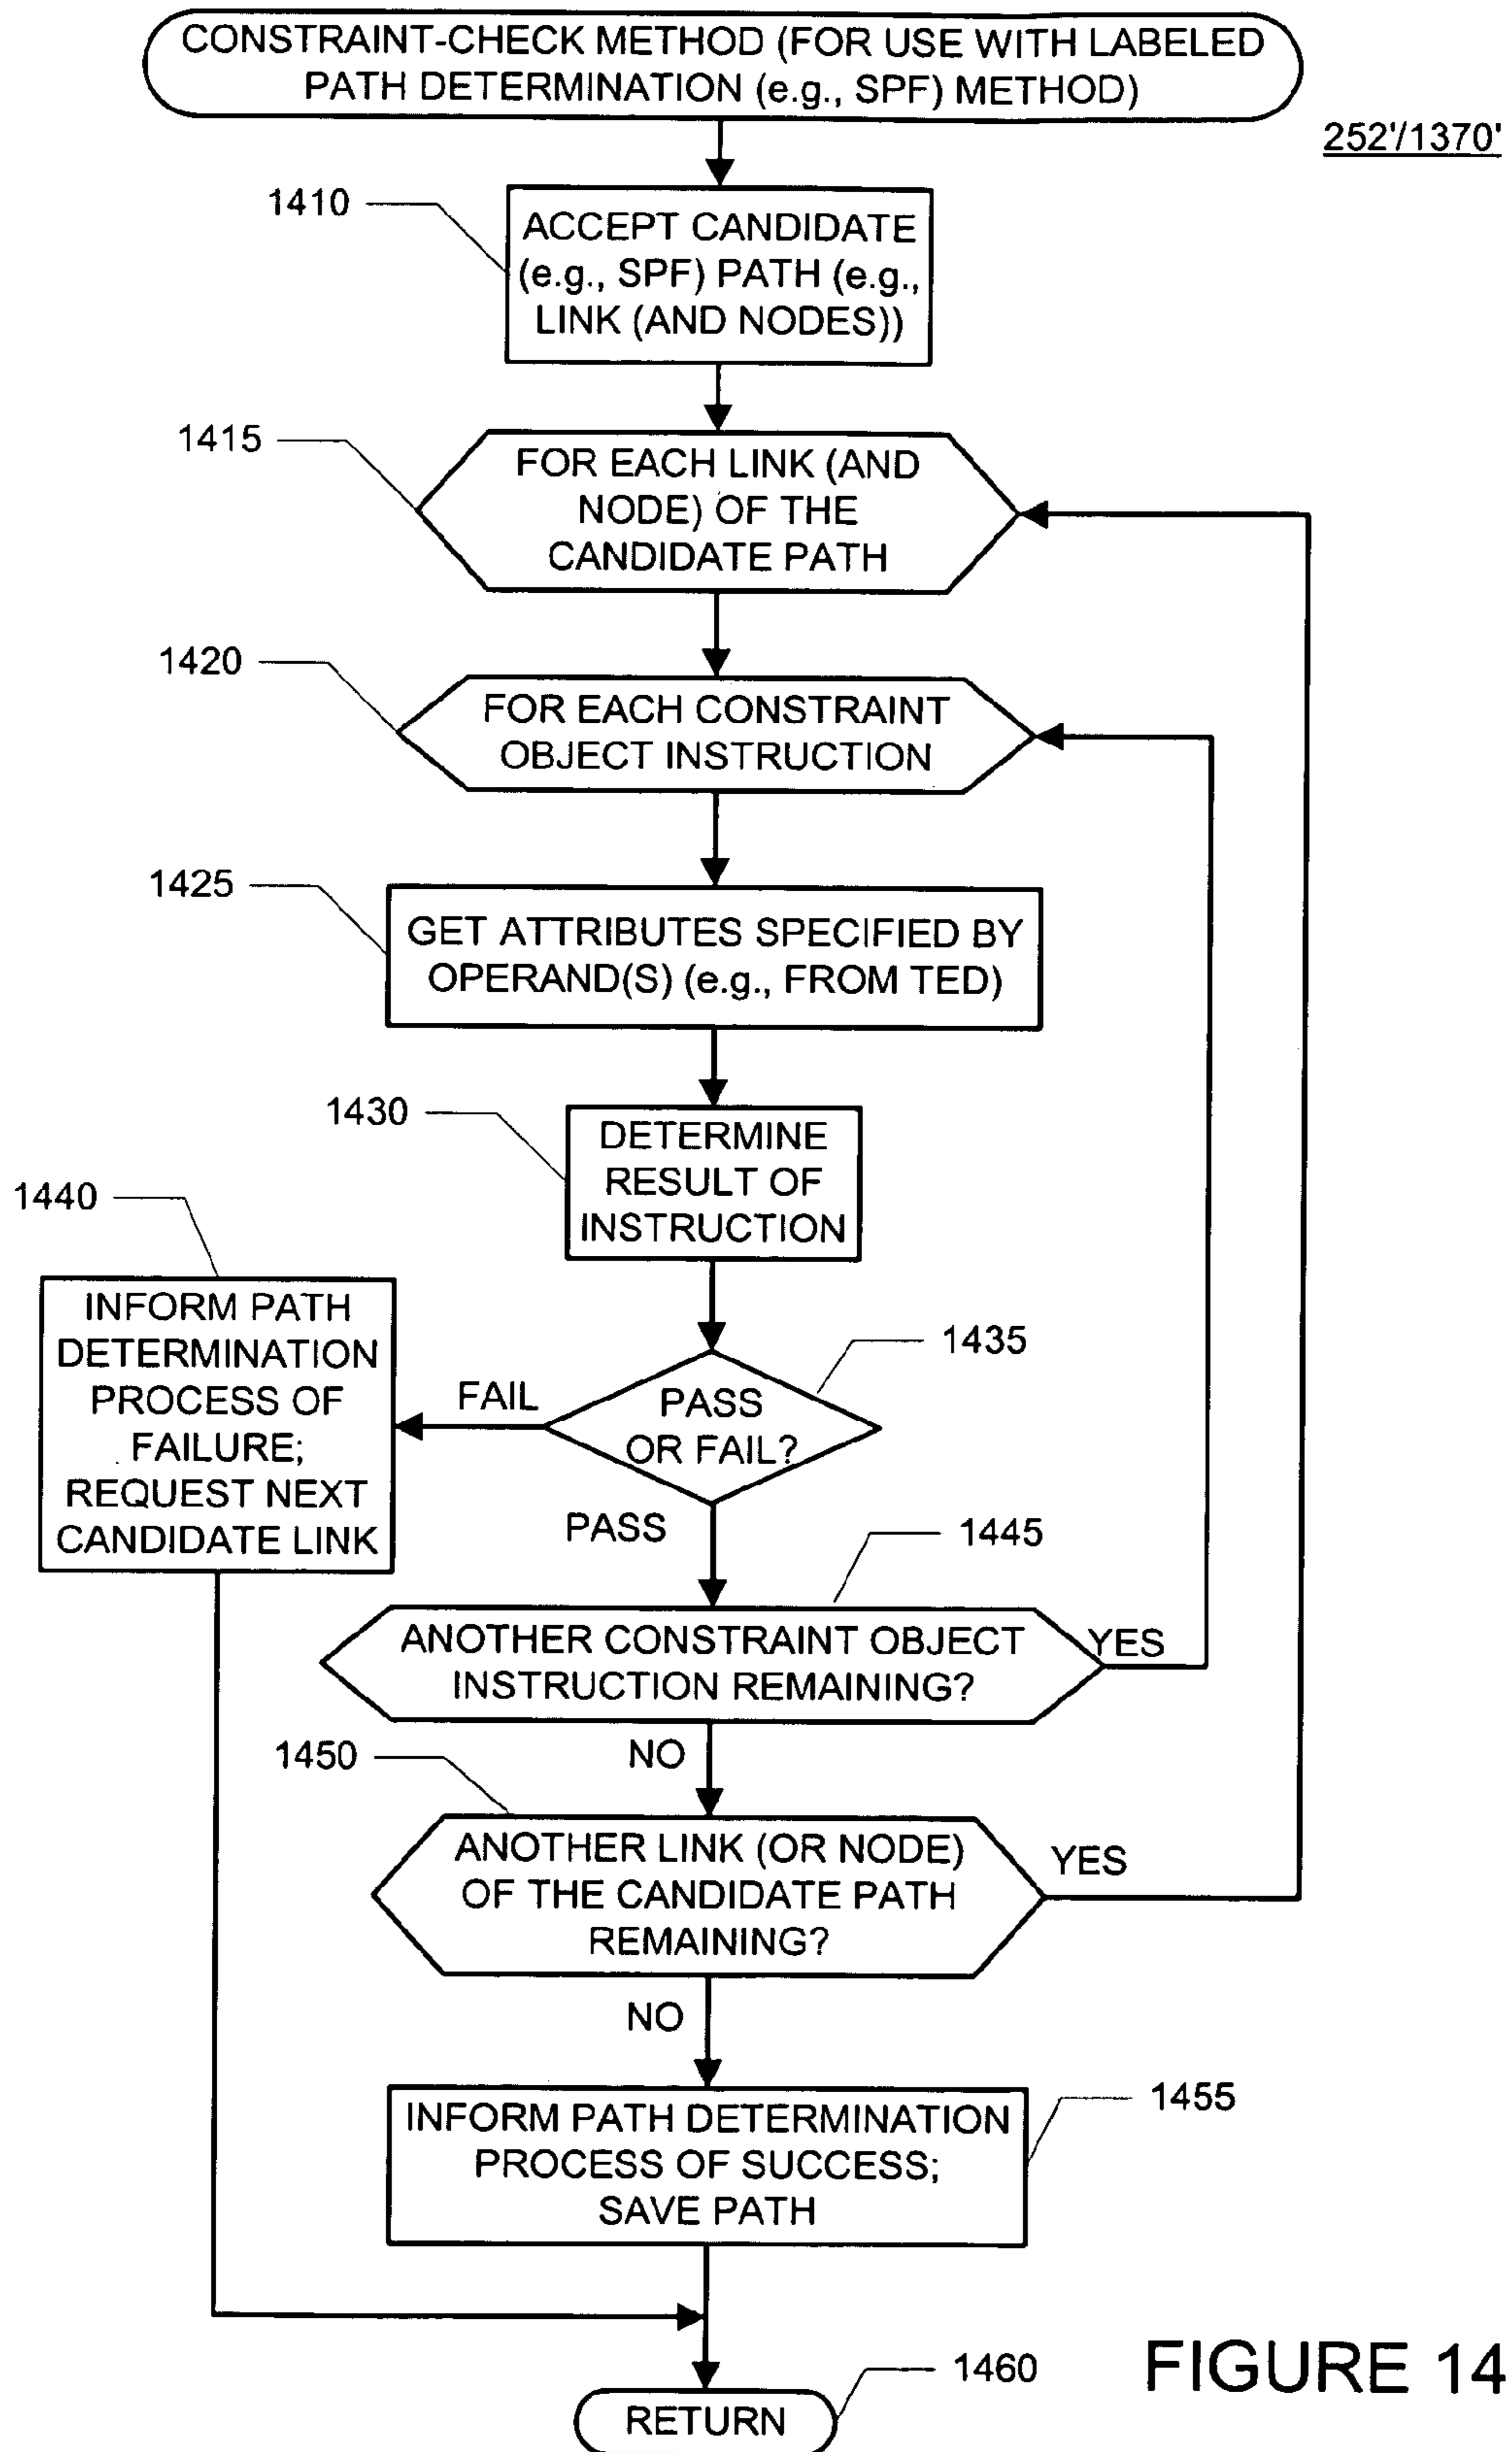 CONSTRAINT-CHECK METHOD (FOR USE WITH LABELED
PATH DETERMINATION (e.g., SPF) METHOD)
252'/1370'
1410
ACCEPT CANDIDATE
(e.g., SPF) PATH (e.g.,
LINK (AND NODES))
1415
FOR EACH LINK (AND
NODE) OF THE
CANDIDATE PATH
1420
FOR EACH CONSTRAINT
OBJECT INSTRUCTION
1425
GET ATTRIBUTES SPECIFIED BY
OPERAND(S) (e.g., FROM TED)
1430
DETERMINE
RESULT OF
INSTRUCTION
1440
INFORM PATH
DETERMINATION
PROCESS OF
FAILURE;
REQUEST NEXT
CANDIDATE LINK
1435
FAIL
PASS
OR FAIL?
PASS
1445
ANOTHER CONSTRAINT OBJECT
INSTRUCTION REMAINING?
YES
NO
1450
ANOTHER LINK (OR NODE)
OF THE CANDIDATE PATH
REMAINING?
YES
NO
1455
INFORM PATH DETERMINATION
PROCESS OF SUCCESS;
SAVE PATH
1460
RETURN
FIGURE 14